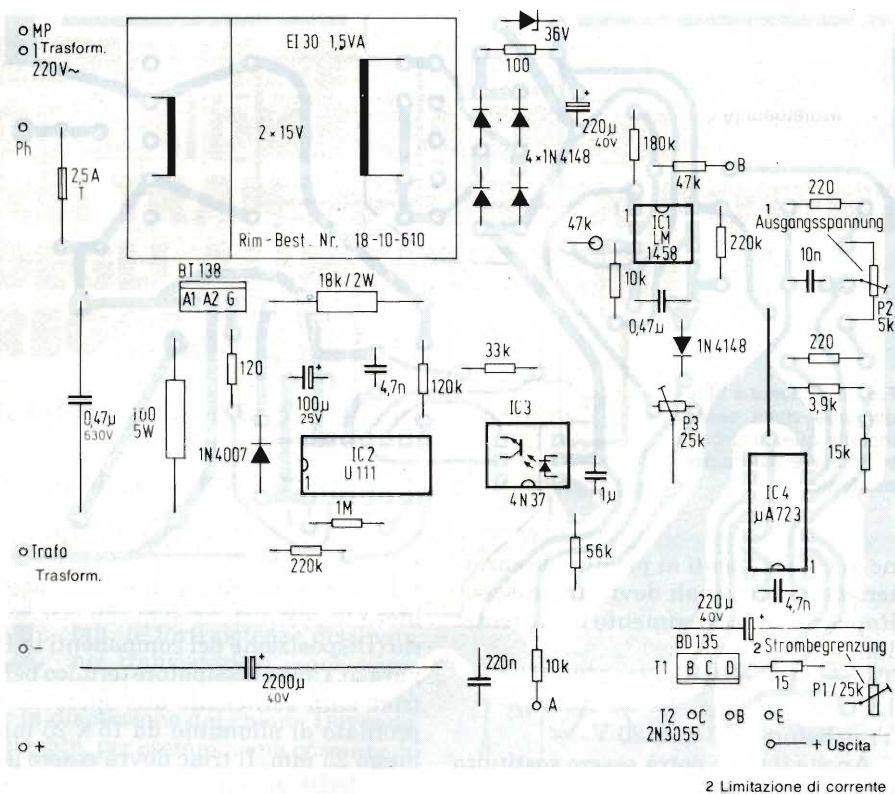 MP
1 Trasform.
220V~
Ph
2,5A
T
EI 30 1,5VA
2×15V
Rim-Best. Nr. 18-10-610
36V
100
4×1N4148
+
220µ
40V
180k
47k
B
47k
1
IC1
LM
1458
220k
10k
0,47µ
1
220
Ausgangsspannung
10n
P2
5k
220
3,9k
15k
1N4148
P3
25k
BT138
A1 A2 G
18k/2W
120
+
100µ
25V
4,7n
120k
33k
0,47µ
630V
100
5W
1N4007
IC2
U111
1
IC3
4N37
1µ
1M
220k
56k
IC4
µA723
1
4,7n
Trafo
Trasform.
-
+
2200µ
40V
220n
10k
A
220µ
40V
+
BD135
T1
B C D
2 Strombegrenzung
15
P1/25k
T2
C
B
E
2N3055
+ Uscita
+
2 Limitazione di corrente